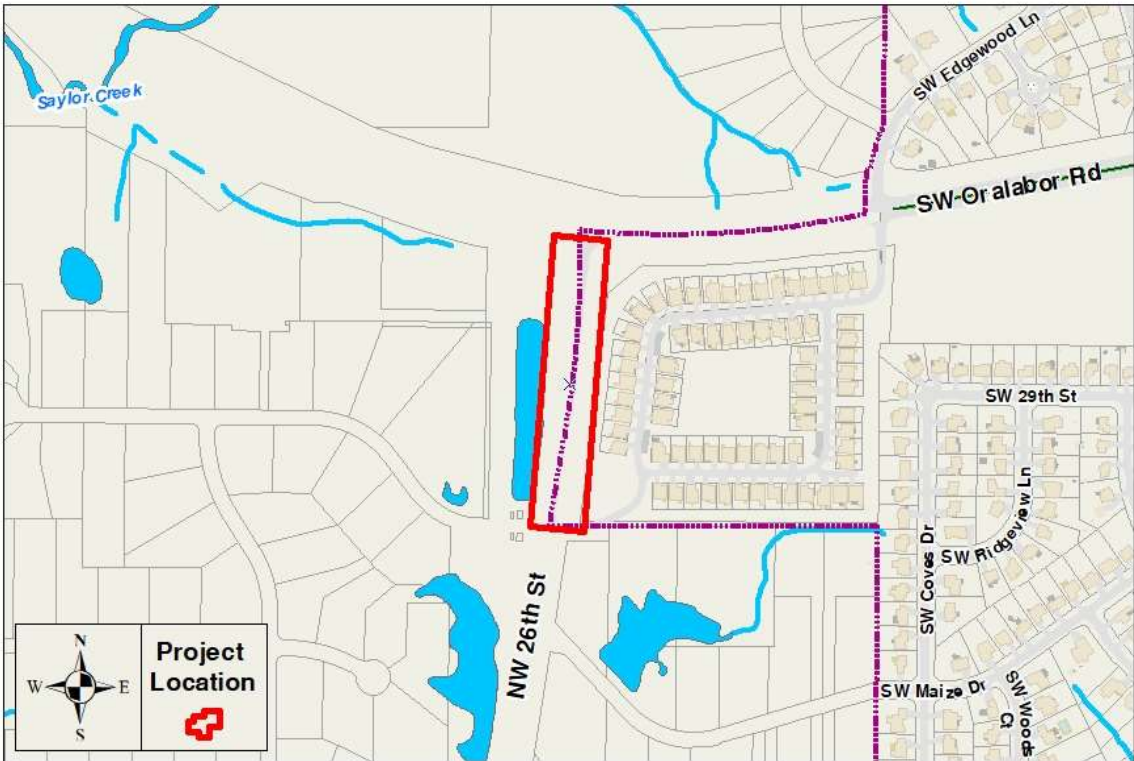 SW Edgewood Ln
Saylor Creek
SW Oralabor Rd
SW 29th St
SW Ridgeview Ln
SW Coves Dr
NW 26th St
SW Maize Dr
SW Woods
Ct
N
W E
S
Project
Location